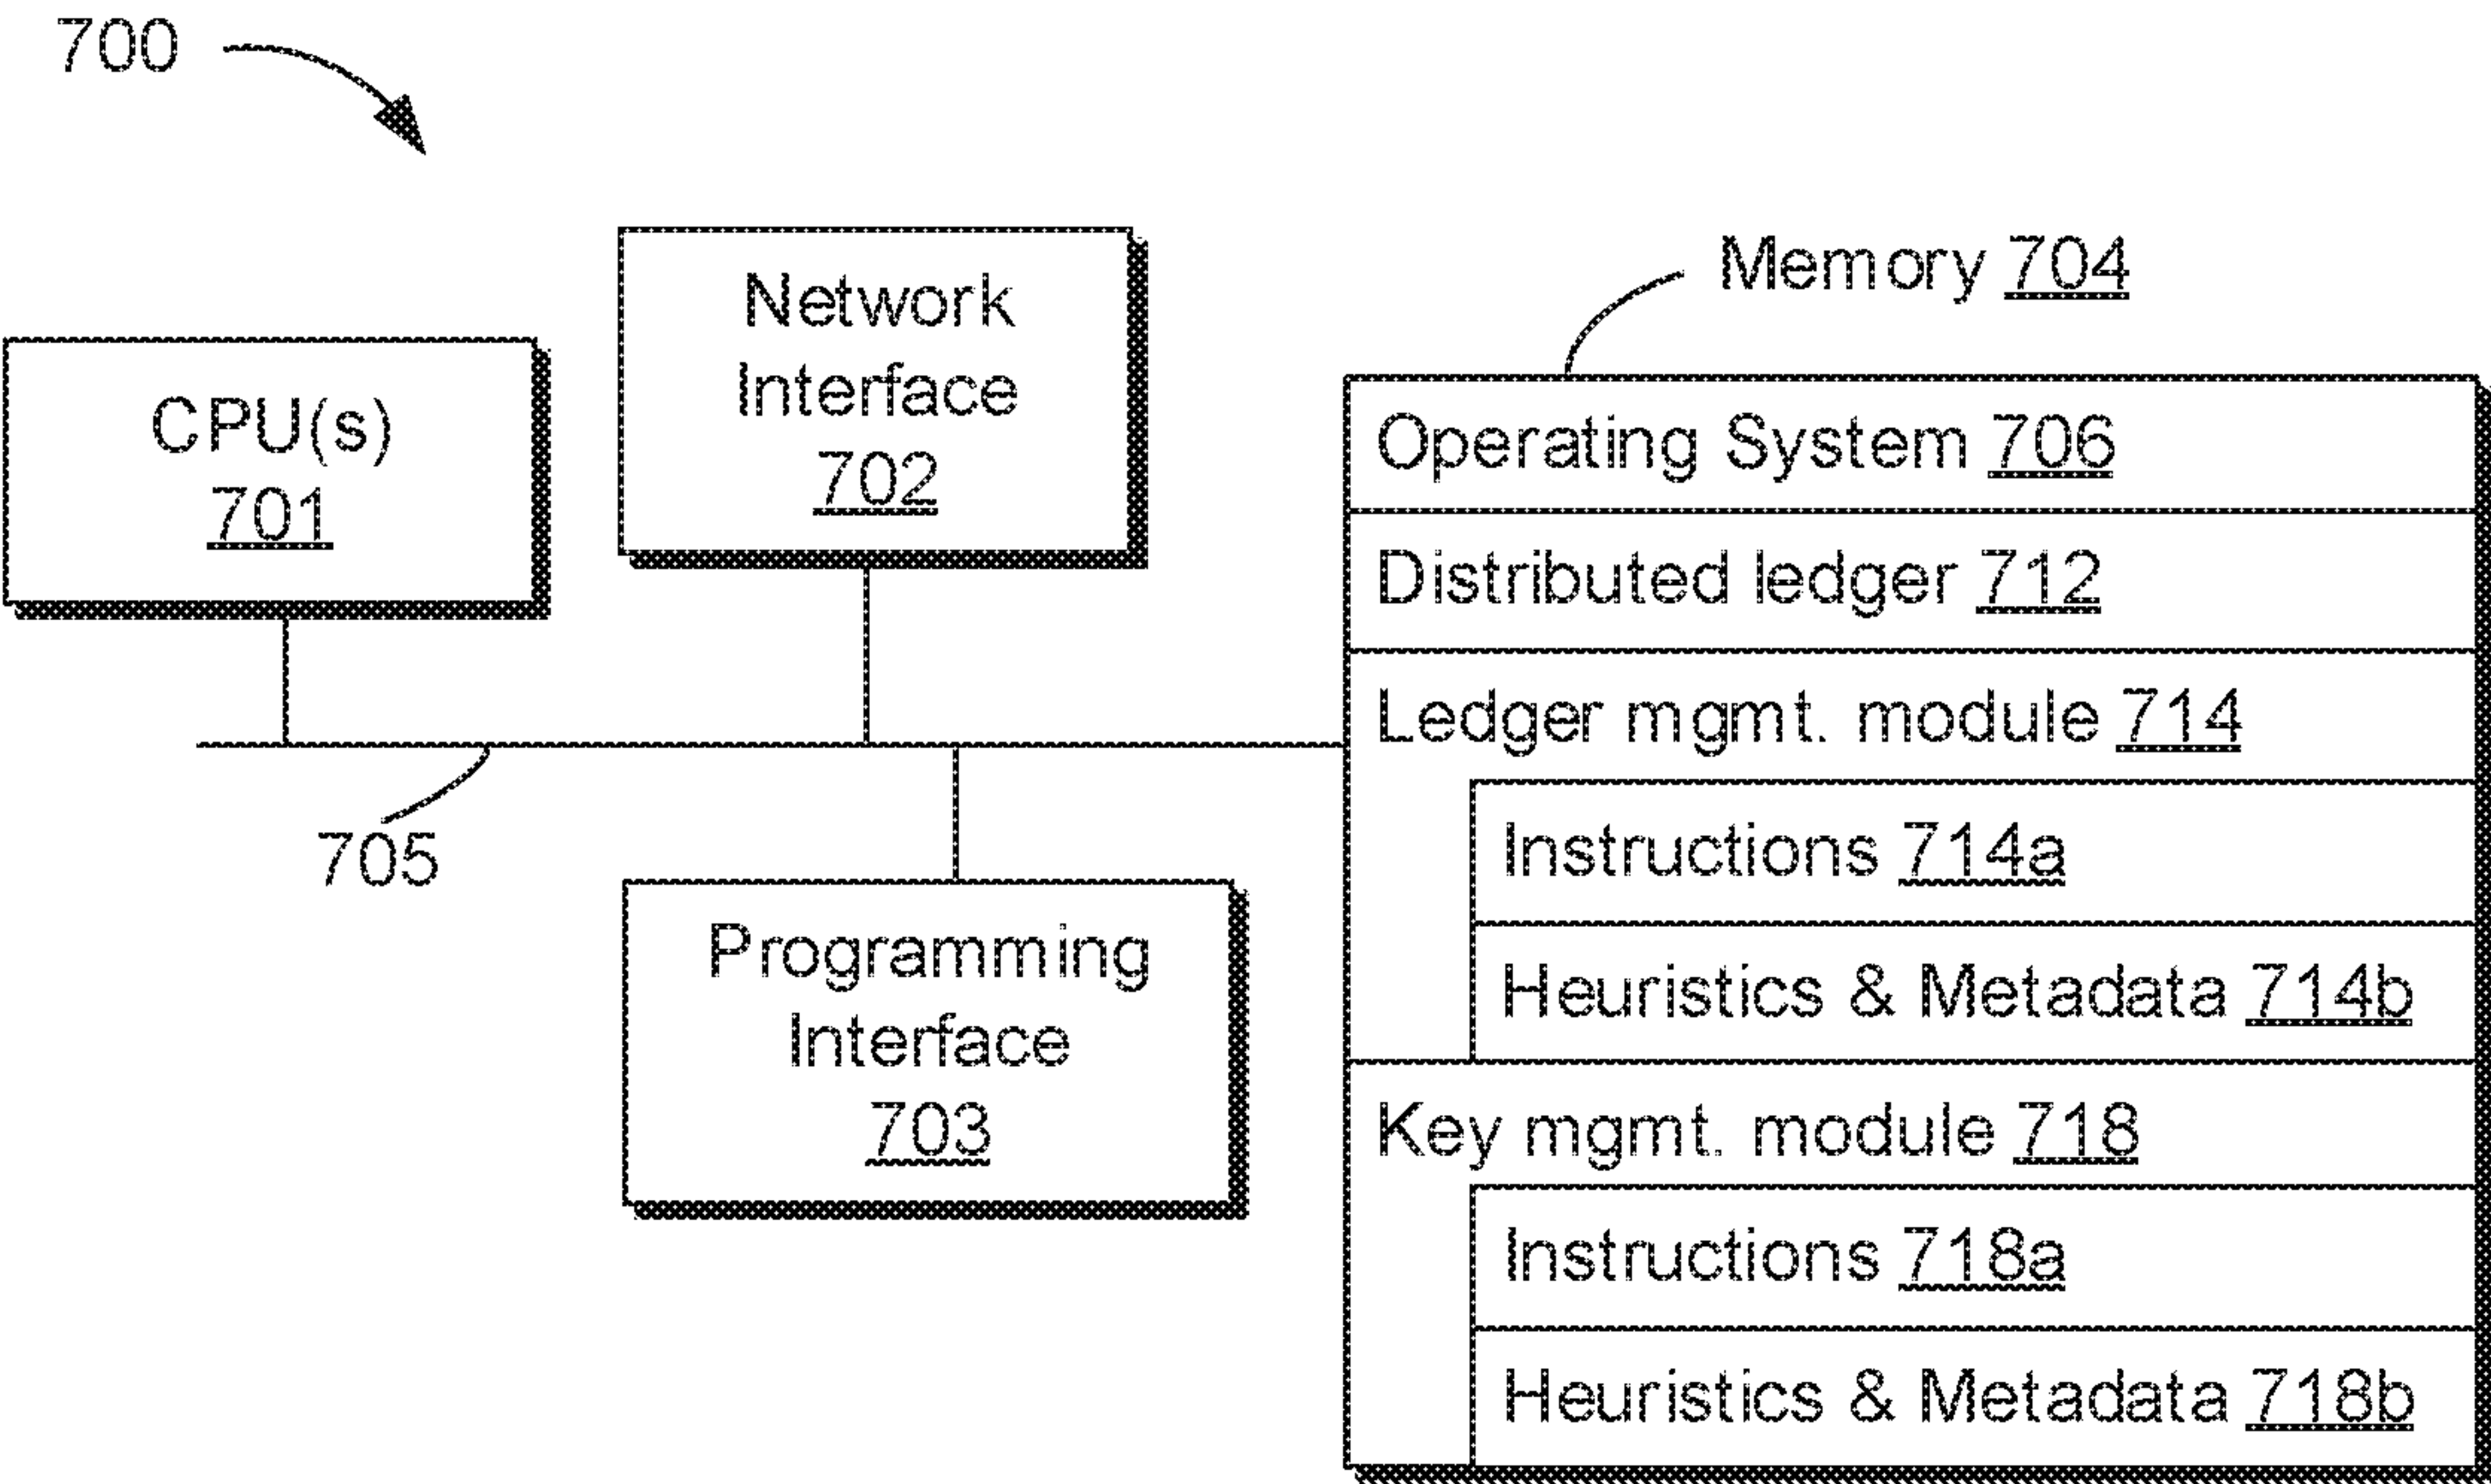 700
Network
Interface
702
Memory 704
CPU(s)
701
Operating System 706
Distributed ledger 712
Ledger mgmt. module 714
705
Instructions 714a
Programming
Interface
703
Heuristics & Metadata 714b
Key mgmt. module 718
Instructions 718a
Heuristics & Metadata 718b